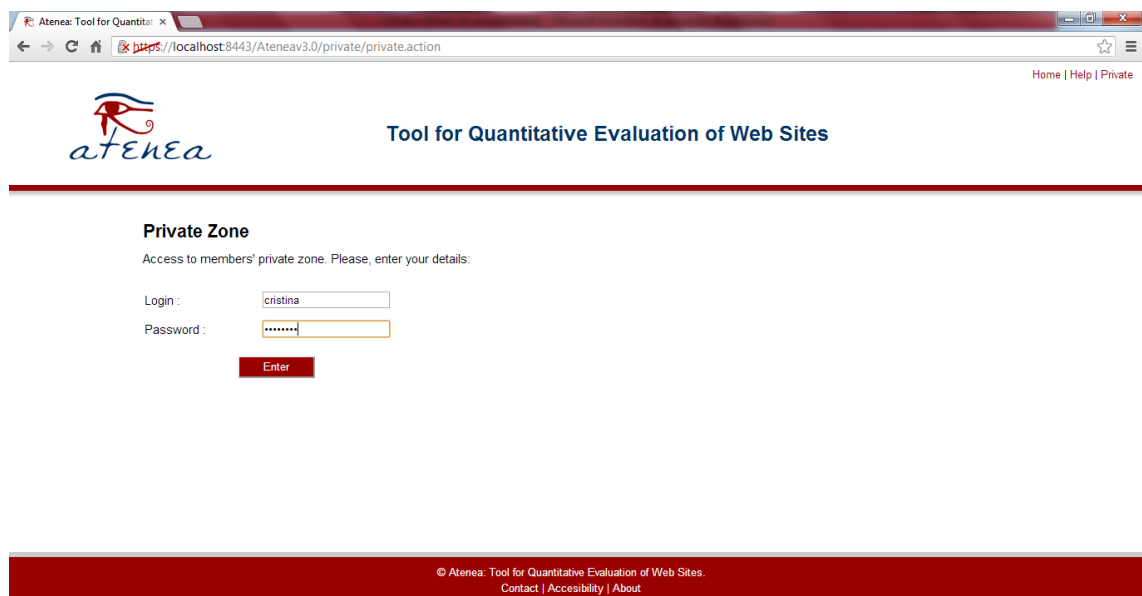 Atenea: Tool for Quantitat
https://localhost:8443/Ateneav3.0/private/private.action
Home | Help | Private
atenea
Tool for Quantitative Evaluation of Web Sites
Private Zone
Access to members' private zone. Please, enter your details:
Login : cristina
Password : ••••••••
Enter
© Atenea: Tool for Quantitative Evaluation of Web Sites.
Contact | Accesibility | About